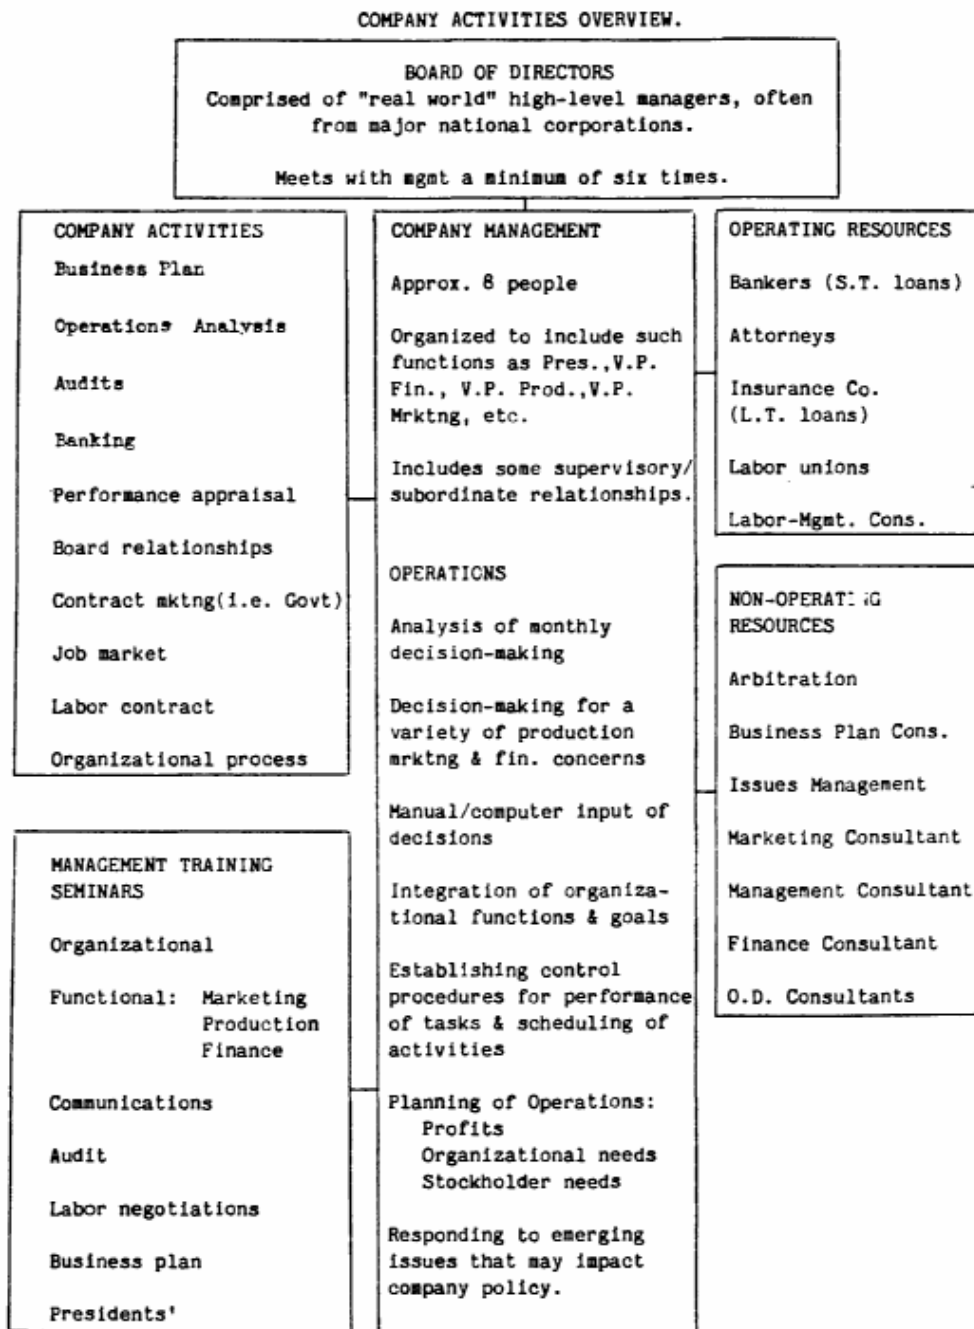 COMPANY ACTIVITIES OVERVIEW.
BOARD OF DIRECTORS
Comprised of "real world" high-level managers, often
from major national corporations.
Meets with mgmt a minimum of six times.
COMPANY ACTIVITIES
Business Plan
Operations Analysis
Audits
Banking
Performance appraisal
Board relationships
Contract mktng(i.e. Govt)
Job market
Labor contract
Organizational process
MANAGEMENT TRAINING
SEMINARS
Organizational
Functional: Marketing
Production
Finance
Communications
Audit
Labor negotiations
Business plan
Presidents'
COMPANY MANAGEMENT
Approx. 8 people
Organized to include such
functions as Pres.,V.P.
Fin., V.P. Prod.,V.P.
Mrktng, etc.
Includes some supervisory/
subordinate relationships.
OPERATIONS
Analysis of monthly
decision-making
Decision-making for a
variety of production
mrktng & fin. concerns
Manual/computer input of
decisions
Integration of organiza-
tional functions & goals
Establishing control
procedures for performance
of tasks & scheduling of
activities
Planning of Operations:
Profits
Organizational needs
Stockholder needs
Responding to emerging
issues that may impact
company policy.
OPERATING RESOURCES
Bankers (S.T. loans)
Attorneys
Insurance Co.
(L.T. loans)
Labor unions
Labor-Mgmt. Cons.
NON-OPERATING
RESOURCES
Arbitration
Business Plan Cons.
Issues Management
Marketing Consultant
Management Consultant
Finance Consultant
O.D. Consultants